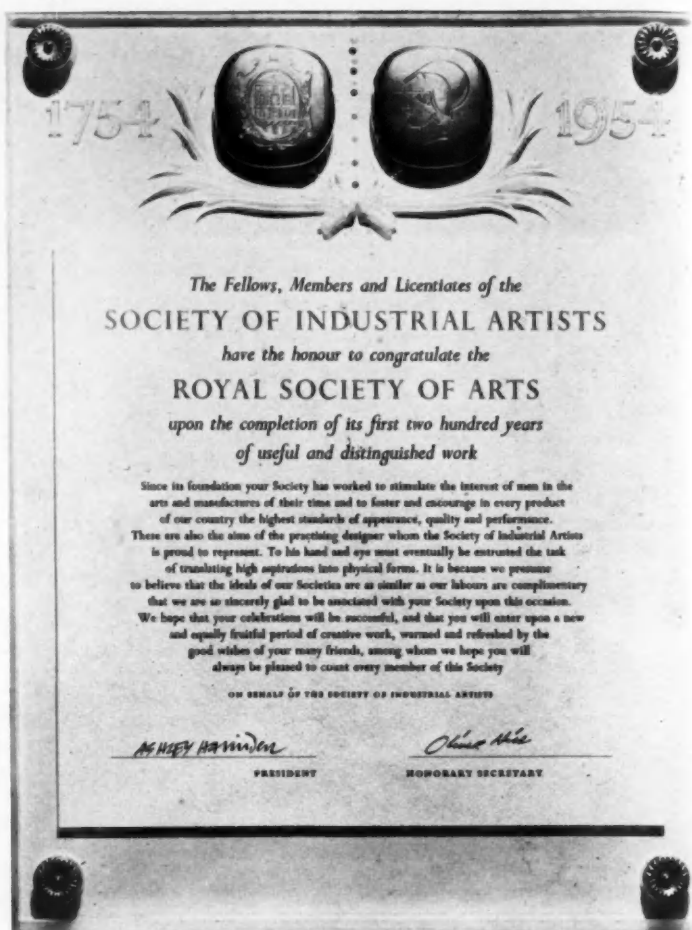 1754 1954
The Fellows, Members and Licentiates of the
SOCIETY OF INDUSTRIAL ARTISTS
have the honour to congratulate the
ROYAL SOCIETY OF ARTS
upon the completion of its first two hundred years
of useful and distinguished work
Since its foundation your Society has worked to stimulate the interest of men in the
arts and manufactures of their time and to foster and encourage in every product
of our country the highest standards of appearance, quality and performance.
These are also the aims of the practising designer whom the Society of Industrial Artists
is proud to represent. To his hand and eye must eventually be entrusted the task
of translating high aspirations into physical forms. It is because we presume
to believe that the ideals of our Societies are as similar as our labours are complimentary
that we are so sincerely glad to be associated with your Society upon this occasion.
We hope that your celebrations will be successful, and that you will enter upon a new
and equally fruitful period of creative work, warmed and refreshed by the
good wishes of your many friends, among whom we hope you will
always be pleased to count every member of this Society
ON BEHALF OF THE SOCIETY OF INDUSTRIAL ARTISTS
ASHLEY
PRESIDENT HONORARY SECRETARY